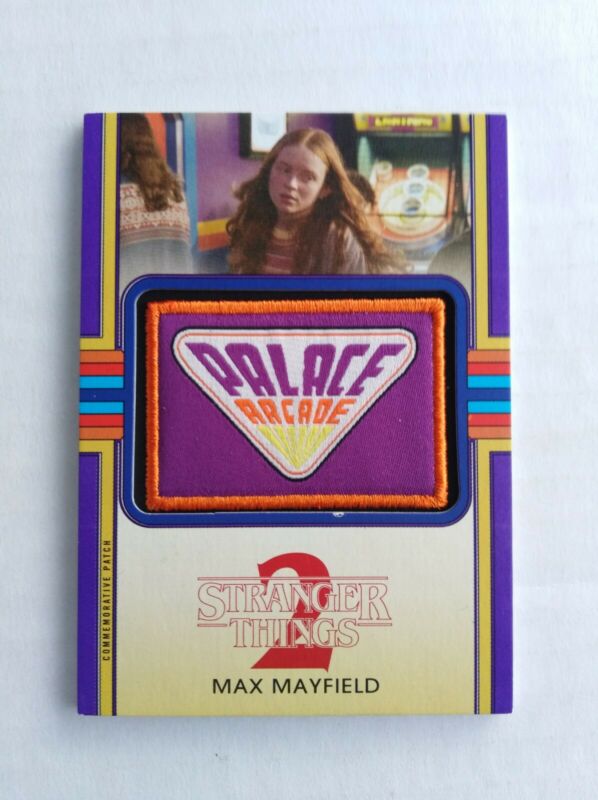 PALACE
ARCADE
COMMEMORATIVE PATCH
2
STRANGER
THINGS
MAX MAYFIELD